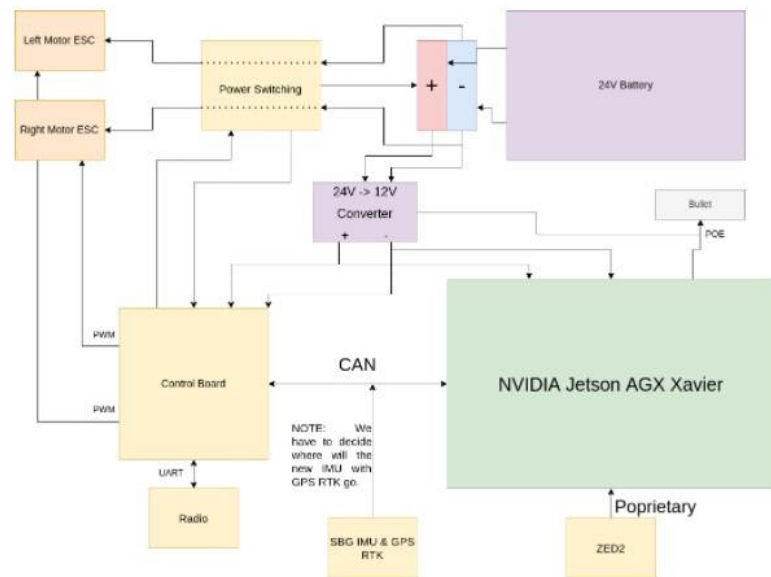 Left Motor ESC
Power Switching
+
-
24V Battery
Right Motor ESC
24V -> 12V
Converter
+
-
Bullet
POE
PWM
PWM
Control Board
CAN
NVIDIA Jetson AGX Xavier
NOTE: We
have to decide
where will the
new IMU with
GPS RTK go.
UART
Radio
SBG IMU & GPS
RTK
Poprietary
ZED2